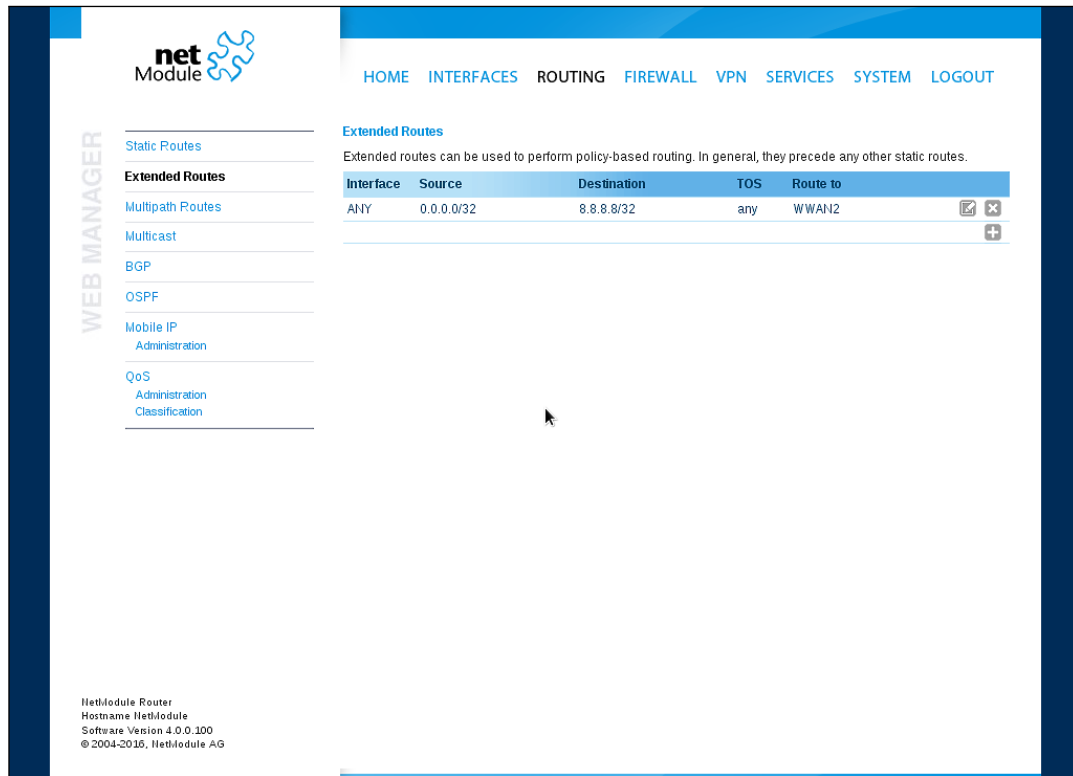 net
Module
HOME INTERFACES ROUTING FIREWALL VPN SERVICES SYSTEM LOGOUT
WEB MANAGER
Static Routes
Extended Routes
Multipath Routes
Multicast
BGP
OSPF
Mobile IP
Administration
QoS
Administration
Classification
Extended Routes
Extended routes can be used to perform policy-based routing. In general, they precede any other static routes.
Interface Source Destination TOS Route to
ANY 0.0.0.0/32 8.8.8.8/32 any WWAN2
NetModule Router
Hostname NetModule
Software Version 4.0.0.100
© 2004-2016, NetModule AG